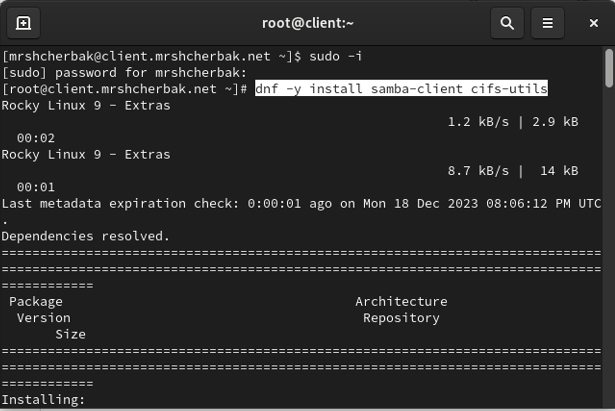 root@client:~
[mrshcherbak@client.mrshcherbak.net ~]$ sudo -i
[sudo] password for mrshcherbak:
[root@client.mrshcherbak.net ~]# dnf -y install samba-client cifs-utils
Rocky Linux 9 - Extras
1.2 kB/s | 2.9 kB
00:02
Rocky Linux 9 - Extras
8.7 kB/s |  14 kB
00:01
Last metadata expiration check: 0:00:01 ago on Mon 18 Dec 2023 08:06:12 PM UTC
.
Dependencies resolved.
================================================================================
================================================================================
============
Package Architecture
Version Repository
Size
================================================================================
================================================================================
============
Installing: